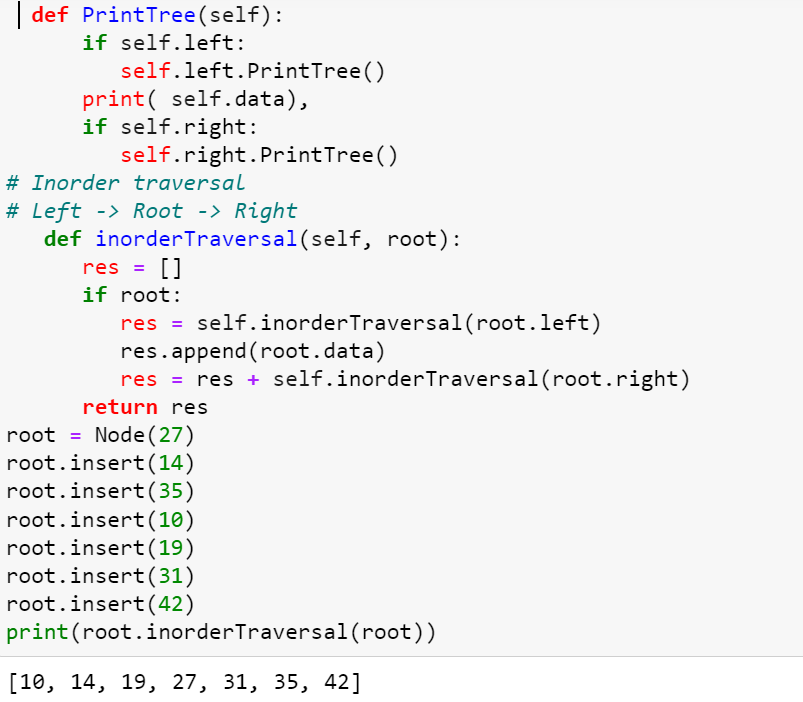 def PrintTree(self):
      if self.left:
         self.left.PrintTree()
      print( self.data),
      if self.right:
         self.right.PrintTree()
# Inorder traversal
# Left -> Root -> Right
   def inorderTraversal(self, root):
      res = []
      if root:
         res = self.inorderTraversal(root.left)
         res.append(root.data)
         res = res + self.inorderTraversal(root.right)
      return res
root = Node(27)
root.insert(14)
root.insert(35)
root.insert(10)
root.insert(19)
root.insert(31)
root.insert(42)
print(root.inorderTraversal(root))
[10, 14, 19, 27, 31, 35, 42]